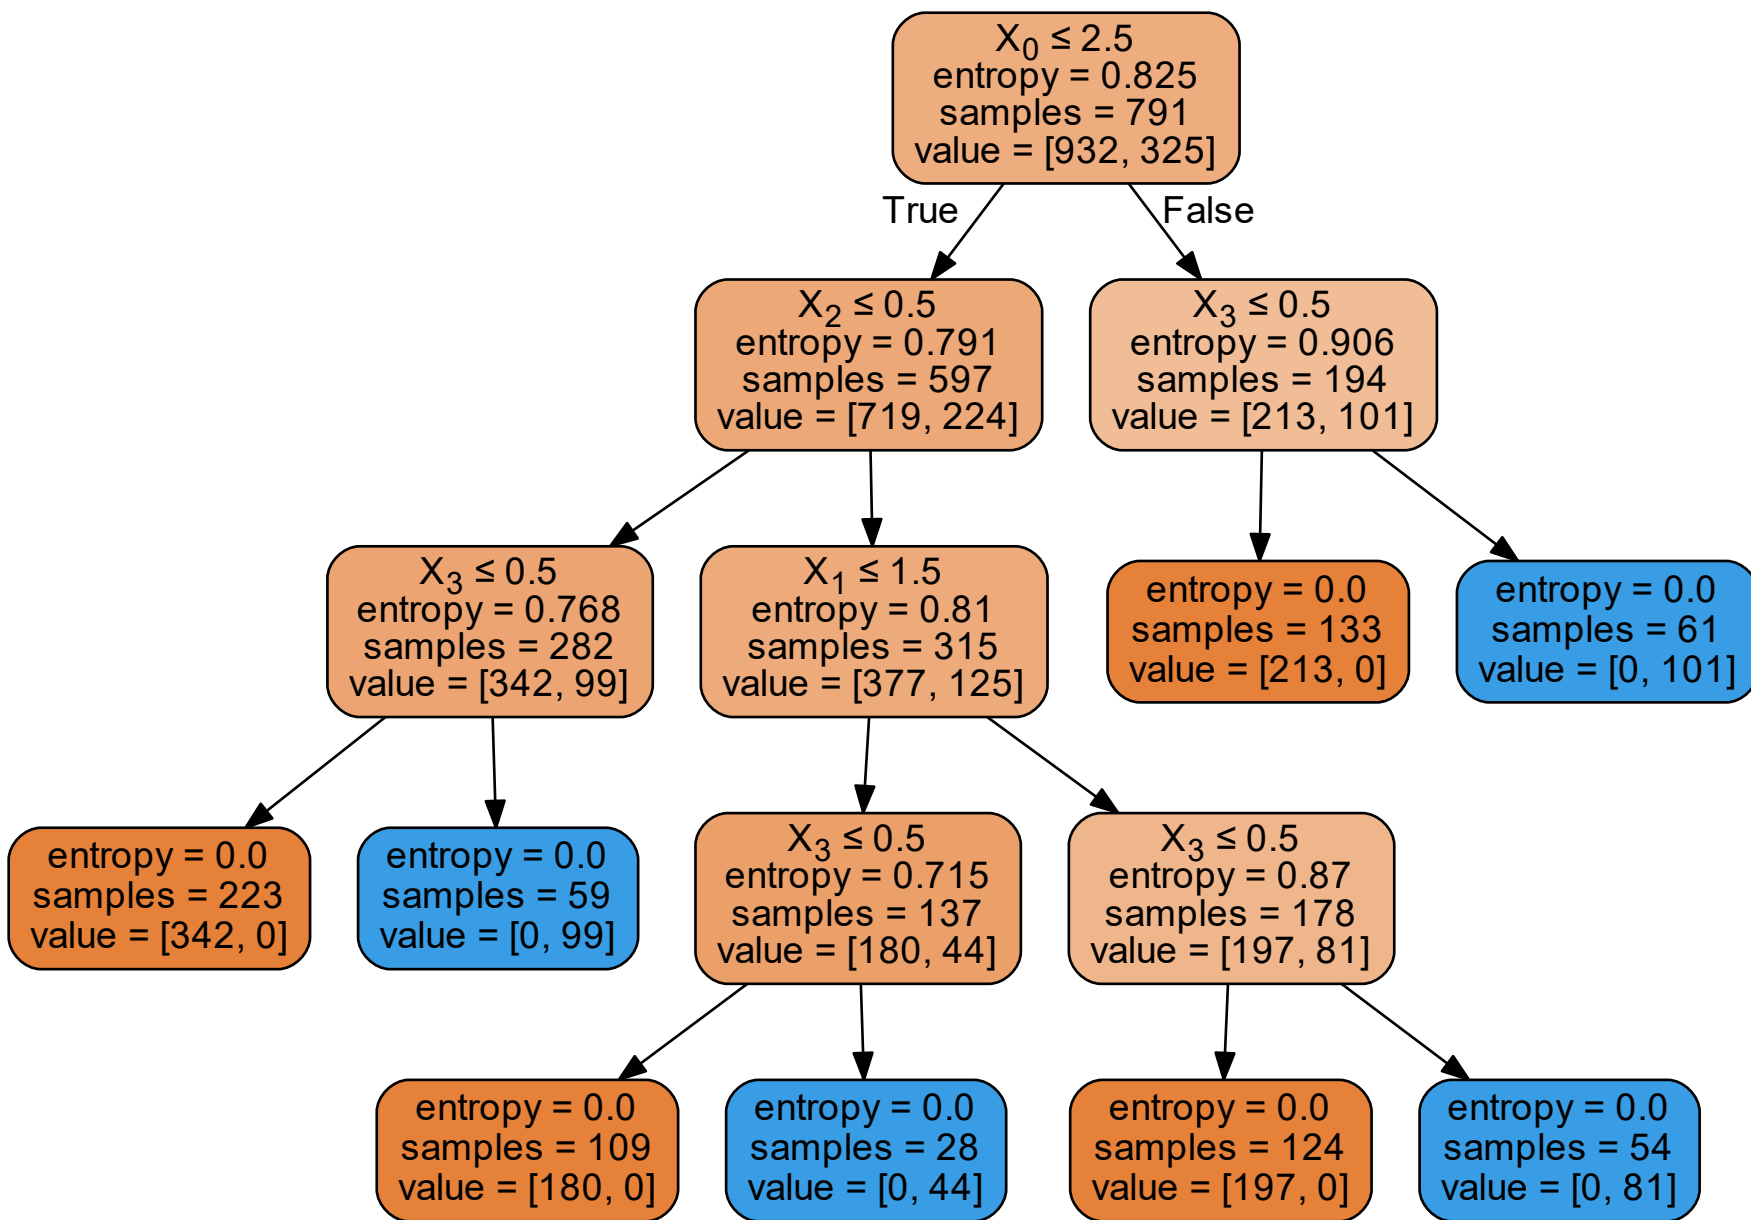 X₀ ≤ 2.5
entropy = 0.825
samples = 791
value = [932, 325]
True
False
X₂ ≤ 0.5
entropy = 0.791
samples = 597
value = [719, 224]
X₃ ≤ 0.5
entropy = 0.906
samples = 194
value = [213, 101]
X₃ ≤ 0.5
entropy = 0.768
samples = 282
value = [342, 99]
X₁ ≤ 1.5
entropy = 0.81
samples = 315
value = [377, 125]
entropy = 0.0
samples = 133
value = [213, 0]
entropy = 0.0
samples = 61
value = [0, 101]
entropy = 0.0
samples = 223
value = [342, 0]
entropy = 0.0
samples = 59
value = [0, 99]
X₃ ≤ 0.5
entropy = 0.715
samples = 137
value = [180, 44]
X₃ ≤ 0.5
entropy = 0.87
samples = 178
value = [197, 81]
entropy = 0.0
samples = 109
value = [180, 0]
entropy = 0.0
samples = 28
value = [0, 44]
entropy = 0.0
samples = 124
value = [197, 0]
entropy = 0.0
samples = 54
value = [0, 81]